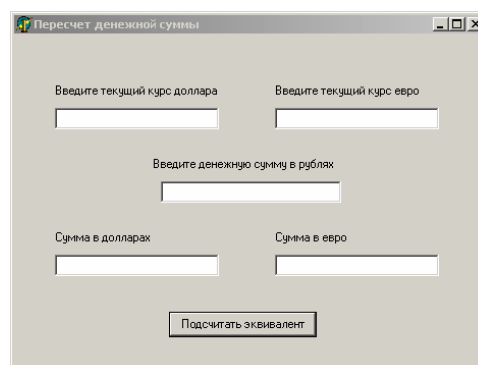 Пересчет денежной суммы
Введите текущий курс доллара
Введите текущий курс евро
Введите денежную сумму в рублях
Сумма в долларах
Сумма в евро
Подсчитать эквивалент